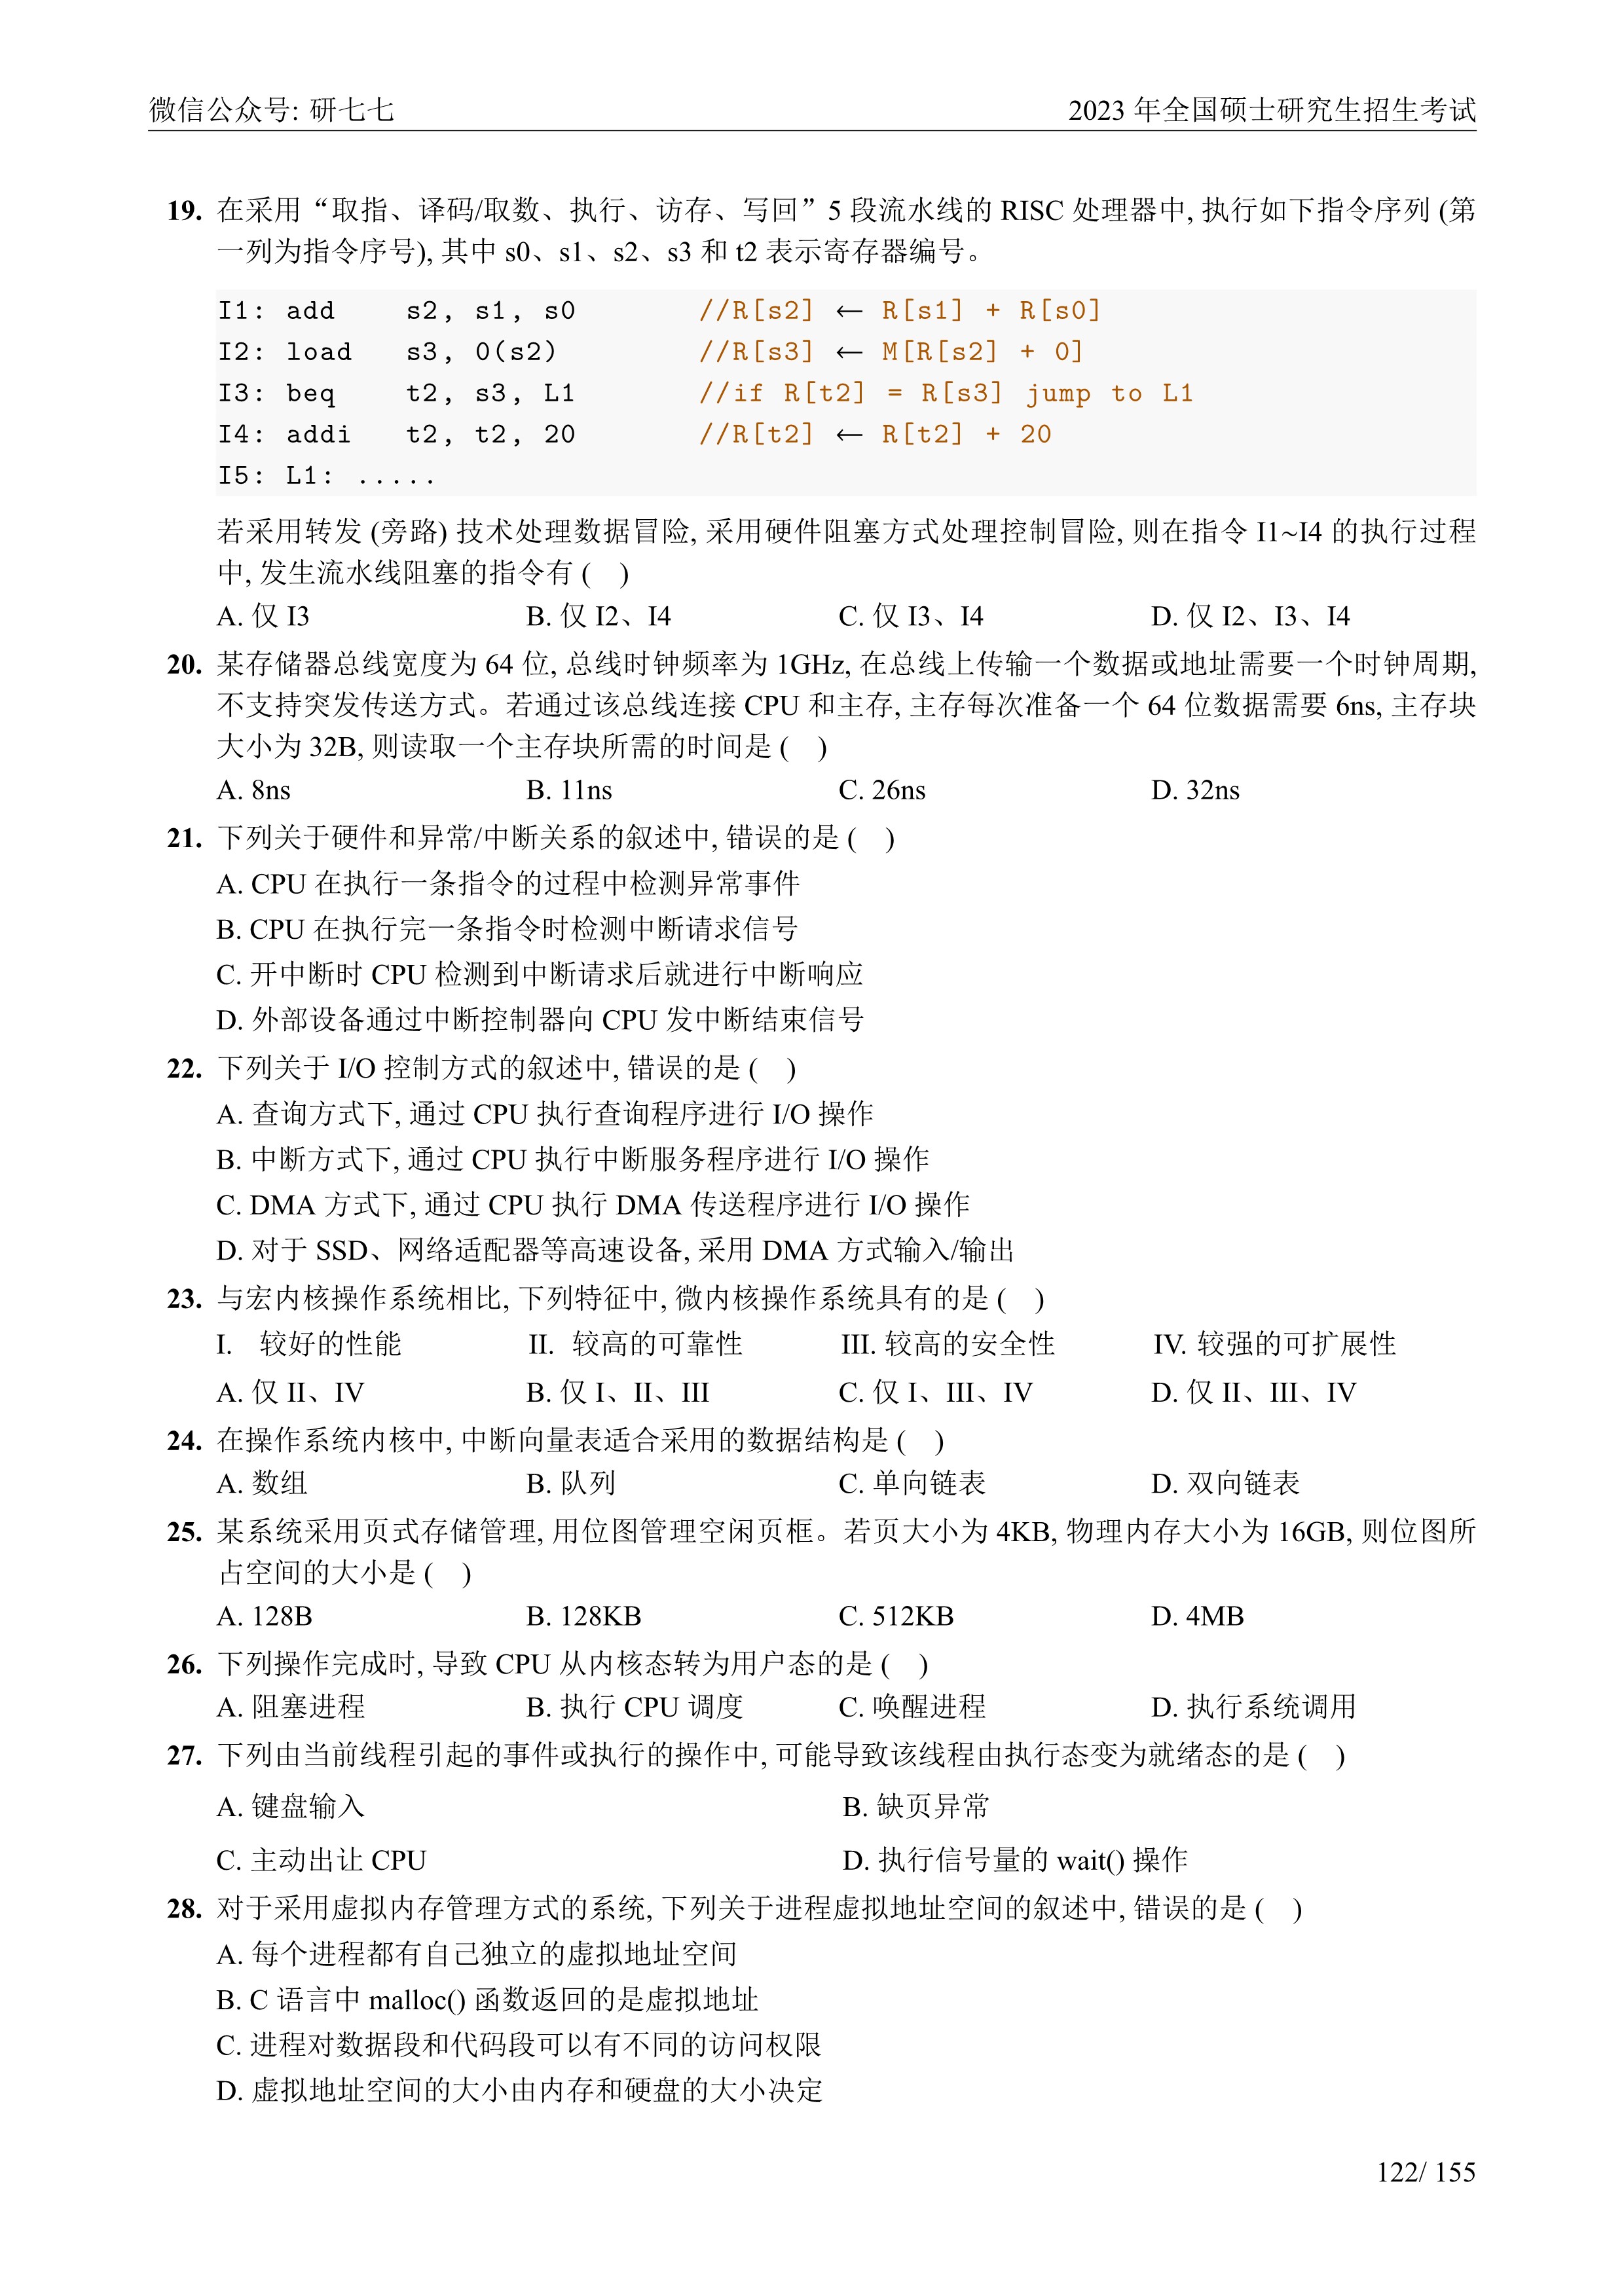 微信公众号: 研七七
2023 年全国硕士研究生招生考试
19. 在采用“取指、译码/取数、执行、访存、写回”5 段流水线的 RISC 处理器中, 执行如下指令序列 (第
一列为指令序号), 其中 s0、s1、s2、s3 和 t2 表示寄存器编号。
I1: add s2, s1, s0 //R[s2] ← R[s1] + R[s0]
I2: load s3, 0(s2) //R[s3] ← M[R[s2] + 0]
I3: beq t2, s3, L1 //if R[t2] = R[s3] jump to L1
I4: addi t2, t2, 20 //R[t2] ← R[t2] + 20
I5: L1: .....
若采用转发 (旁路) 技术处理数据冒险, 采用硬件阻塞方式处理控制冒险, 则在指令 I1~I4 的执行过程
中, 发生流水线阻塞的指令有 ( )
A. 仅 I3 B. 仅 I2、I4 C. 仅 I3、I4 D. 仅 I2、I3、I4
20. 某存储器总线宽度为 64 位, 总线时钟频率为 1GHz, 在总线上传输一个数据或地址需要一个时钟周期,
不支持突发传送方式。若通过该总线连接 CPU 和主存, 主存每次准备一个 64 位数据需要 6ns, 主存块
大小为 32B, 则读取一个主存块所需的时间是 ( )
A. 8ns B. 11ns C. 26ns D. 32ns
21. 下列关于硬件和异常/中断关系的叙述中, 错误的是 ( )
A. CPU 在执行一条指令的过程中检测异常事件
B. CPU 在执行完一条指令时检测中断请求信号
C. 开中断时 CPU 检测到中断请求后就进行中断响应
D. 外部设备通过中断控制器向 CPU 发中断结束信号
22. 下列关于 I/O 控制方式的叙述中, 错误的是 ( )
A. 查询方式下, 通过 CPU 执行查询程序进行 I/O 操作
B. 中断方式下, 通过 CPU 执行中断服务程序进行 I/O 操作
C. DMA 方式下, 通过 CPU 执行 DMA 传送程序进行 I/O 操作
D. 对于 SSD、网络适配器等高速设备, 采用 DMA 方式输入/输出
23. 与宏内核操作系统相比, 下列特征中, 微内核操作系统具有的是 ( )
I. 较好的性能 II. 较高的可靠性 III. 较高的安全性 IV. 较强的可扩展性
A. 仅 II、IV B. 仅 I、II、III C. 仅 I、III、IV D. 仅 II、III、IV
24. 在操作系统内核中, 中断向量表适合采用的数据结构是 ( )
A. 数组 B. 队列 C. 单向链表 D. 双向链表
25. 某系统采用页式存储管理, 用位图管理空闲页框。若页大小为 4KB, 物理内存大小为 16GB, 则位图所
占空间的大小是 ( )
A. 128B B. 128KB C. 512KB D. 4MB
26. 下列操作完成时, 导致 CPU 从内核态转为用户态的是 ( )
A. 阻塞进程 B. 执行 CPU 调度 C. 唤醒进程 D. 执行系统调用
27. 下列由当前线程引起的事件或执行的操作中, 可能导致该线程由执行态变为就绪态的是 ( )
A. 键盘输入 B. 缺页异常
C. 主动出让 CPU D. 执行信号量的 wait() 操作
28. 对于采用虚拟内存管理方式的系统, 下列关于进程虚拟地址空间的叙述中, 错误的是 ( )
A. 每个进程都有自己独立的虚拟地址空间
B. C 语言中 malloc() 函数返回的是虚拟地址
C. 进程对数据段和代码段可以有不同的访问权限
D. 虚拟地址空间的大小由内存和硬盘的大小决定
122/ 155